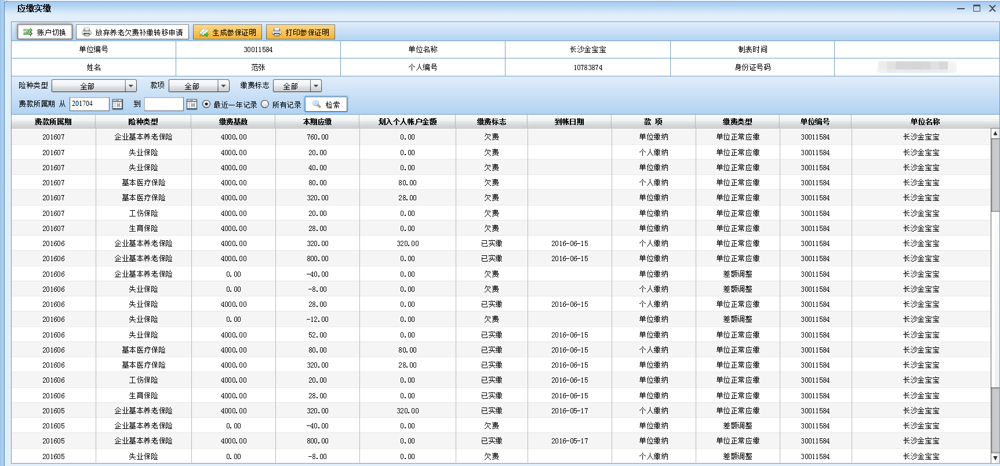 应缴实缴
账户切换 放弃养老欠费补缴转移申请 生成参保证明 打印参保证明
单位编号 30011584 单位名称 长沙金宝宝 制表时间
姓名 范张 个人编号 10783874 身份证号码
险种类型 全部 款项 全部 缴费标志 全部
费款所属期 从 201704 到 最近一年记录 所有记录 检索
费款所属期 险种类型 缴费基数 本期应缴 划入个人帐户金额 缴费标志 到帐日期 款 项 缴费类型 单位编号 单位名称
201607 企业基本养老保险 4000.00 760.00 0.00 欠费 单位缴纳 单位正常应缴 30011584 长沙金宝宝
201607 失业保险 4000.00 20.00 0.00 欠费 个人缴纳 单位正常应缴 30011584 长沙金宝宝
201607 失业保险 4000.00 40.00 0.00 欠费 单位缴纳 单位正常应缴 30011584 长沙金宝宝
201607 基本医疗保险 4000.00 80.00 80.00 欠费 个人缴纳 单位正常应缴 30011584 长沙金宝宝
201607 基本医疗保险 4000.00 320.00 28.00 欠费 单位缴纳 单位正常应缴 30011584 长沙金宝宝
201607 工伤保险 4000.00 20.00 0.00 欠费 单位缴纳 单位正常应缴 30011584 长沙金宝宝
201607 生育保险 4000.00 28.00 0.00 欠费 单位缴纳 单位正常应缴 30011584 长沙金宝宝
201606 企业基本养老保险 4000.00 320.00 320.00 已实缴 2016-06-15 个人缴纳 单位正常应缴 30011584 长沙金宝宝
201606 企业基本养老保险 4000.00 800.00 0.00 已实缴 2016-06-15 单位缴纳 单位正常应缴 30011584 长沙金宝宝
201606 企业基本养老保险 0.00 -40.00 0.00 欠费 单位缴纳 差额调整 30011584 长沙金宝宝
201606 失业保险 0.00 -8.00 0.00 欠费 个人缴纳 差额调整 30011584 长沙金宝宝
201606 失业保险 4000.00 28.00 0.00 已实缴 2016-06-15 个人缴纳 单位正常应缴 30011584 长沙金宝宝
201606 失业保险 0.00 -12.00 0.00 欠费 单位缴纳 差额调整 30011584 长沙金宝宝
201606 失业保险 4000.00 52.00 0.00 已实缴 2016-06-15 单位缴纳 单位正常应缴 30011584 长沙金宝宝
201606 基本医疗保险 4000.00 80.00 80.00 已实缴 2016-06-15 个人缴纳 单位正常应缴 30011584 长沙金宝宝
201606 基本医疗保险 4000.00 320.00 28.00 已实缴 2016-06-15 单位缴纳 单位正常应缴 30011584 长沙金宝宝
201606 工伤保险 4000.00 20.00 0.00 已实缴 2016-06-15 单位缴纳 单位正常应缴 30011584 长沙金宝宝
201606 生育保险 4000.00 28.00 0.00 已实缴 2016-06-15 单位缴纳 单位正常应缴 30011584 长沙金宝宝
201605 企业基本养老保险 4000.00 320.00 320.00 已实缴 2016-05-17 个人缴纳 单位正常应缴 30011584 长沙金宝宝
201605 企业基本养老保险 0.00 -40.00 0.00 欠费 单位缴纳 差额调整 30011584 长沙金宝宝
201605 企业基本养老保险 4000.00 800.00 0.00 已实缴 2016-05-17 单位缴纳 单位正常应缴 30011584 长沙金宝宝
201605 失业保险 0.00 -8.00 0.00 欠费 个人缴纳 差额调整 30011584 长沙金宝宝